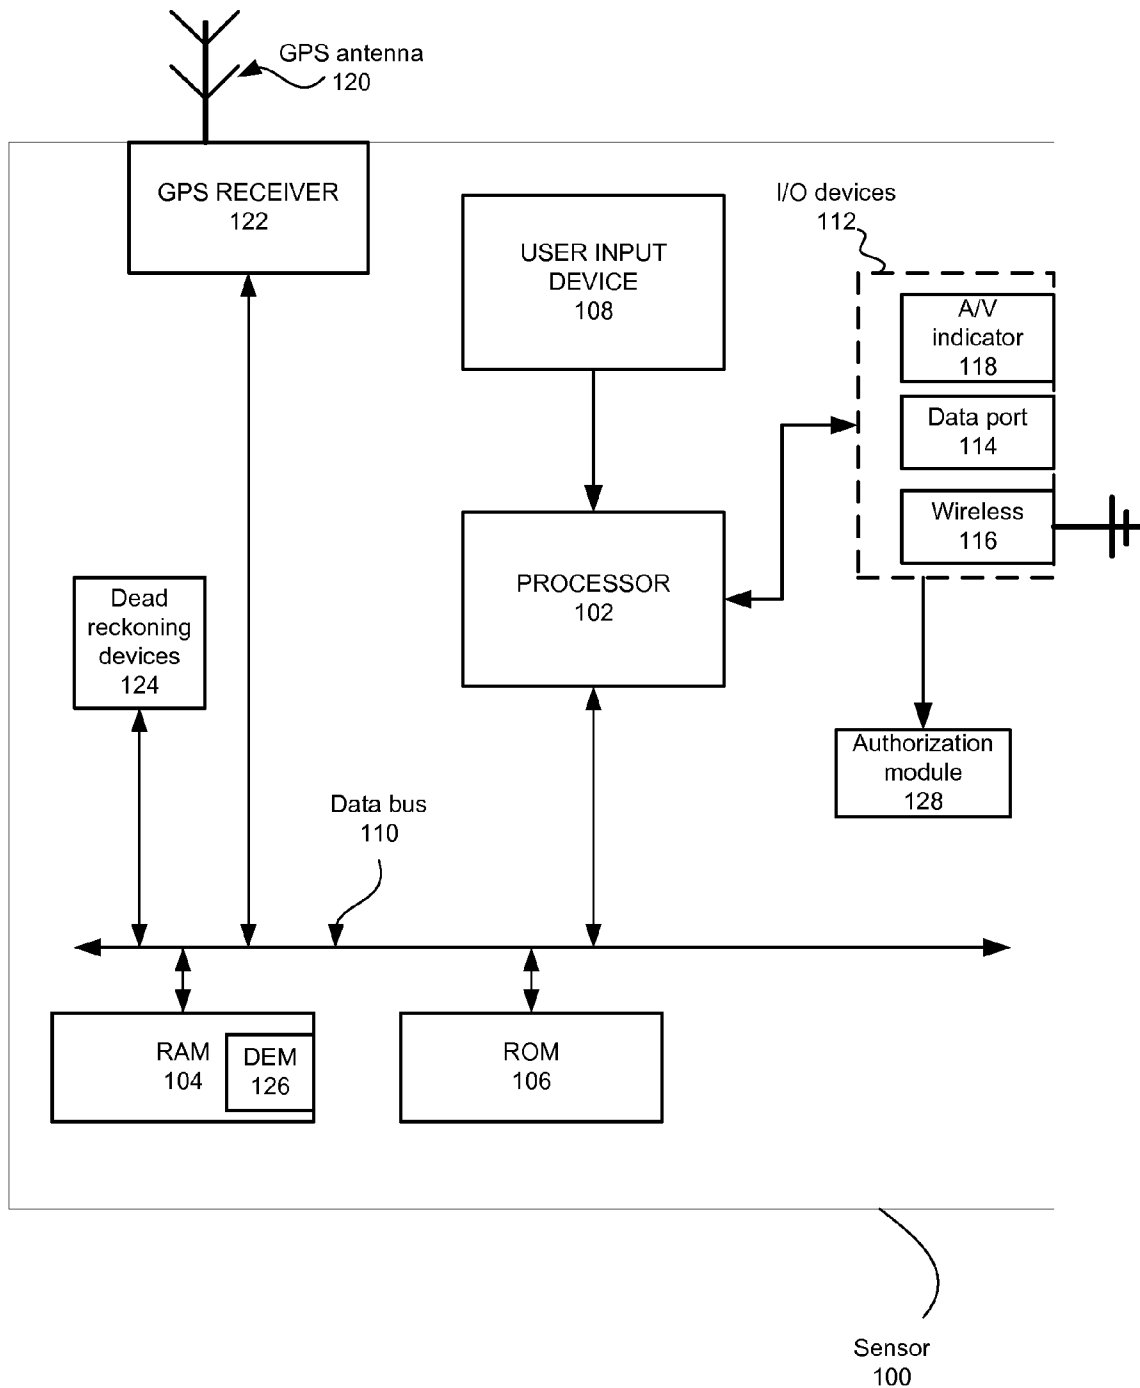 GPS antenna
120
GPS RECEIVER
122
USER INPUT
DEVICE
108
I/O devices
112
A/V
indicator
118
Data port
114
Wireless
116
PROCESSOR
102
Dead
reckoning
devices
124
Authorization
module
128
Data bus
110
RAM
104
DEM
126
ROM
106
Sensor
100